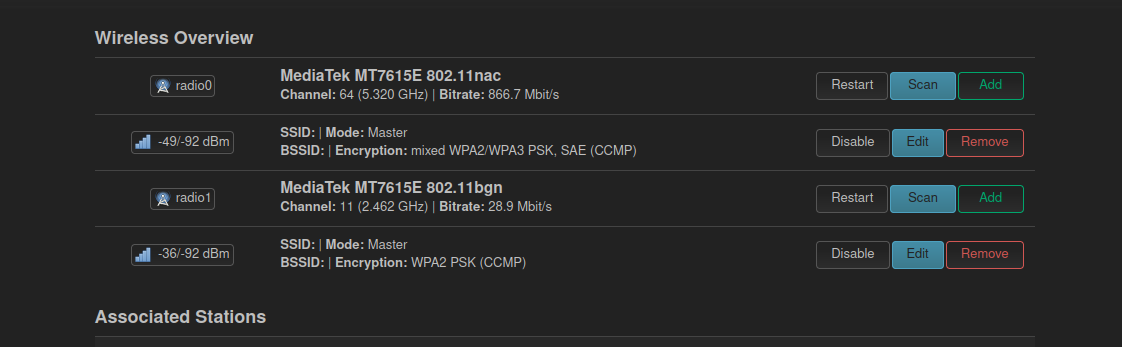 Wireless Overview
radio0
MediaTek MT7615E 802.11nac
Channel: 64 (5.320 GHz) | Bitrate: 866.7 Mbit/s
Restart Scan Add
-49/-92 dBm
SSID: | Mode: Master
BSSID: | Encryption: mixed WPA2/WPA3 PSK, SAE (CCMP)
Disable Edit Remove
radio1
MediaTek MT7615E 802.11bgn
Channel: 11 (2.462 GHz) | Bitrate: 28.9 Mbit/s
Restart Scan Add
-36/-92 dBm
SSID: | Mode: Master
BSSID: | Encryption: WPA2 PSK (CCMP)
Disable Edit Remove
Associated Stations